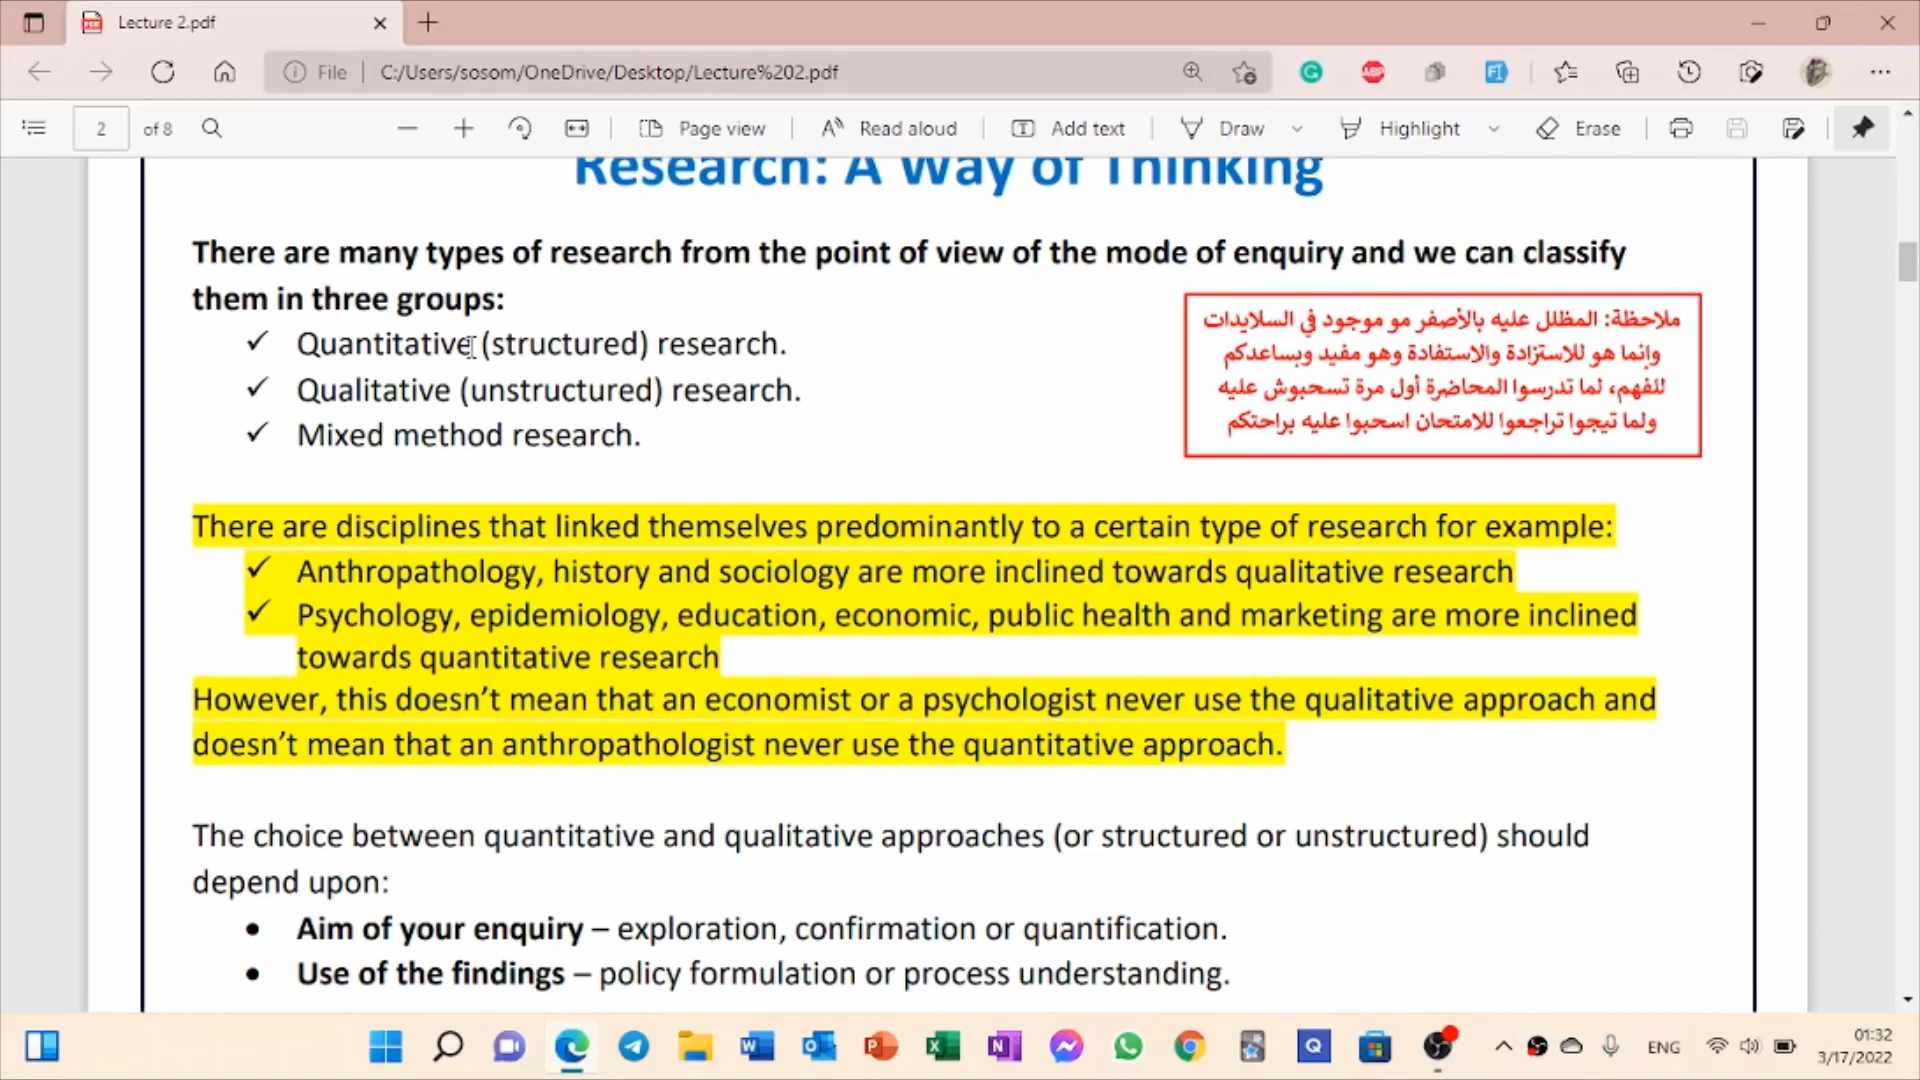 Lecture 2.pdf
File
C:/Users/sosom/OneDrive/Desktop/Lecture%202.pdf
2 of 8
Page view
Read aloud
Add text
Draw
Highlight
Erase
Research: A Way of Thinking
There are many types of research from the point of view of the mode of enquiry and we can classify
them in three groups:
✓ Quantitative (structured) research.
✓ Qualitative (unstructured) research.
✓ Mixed method research.
ملاحظة: المظلل عليه بالأصفر مو موجود في السلايدات
وإنما هو للاستزادة والاستفادة وهو مفيد وبساعدكم
للفهم، لما تدرسوا المحاضرة أول مرة تسحبوش عليه
ولما تيجوا تراجعوا للامتحان اسحبوا عليه براحتكم
There are disciplines that linked themselves predominantly to a certain type of research for example:
✓ Anthropathology, history and sociology are more inclined towards qualitative research
✓ Psychology, epidemiology, education, economic, public health and marketing are more inclined
towards quantitative research
However, this doesn’t mean that an economist or a psychologist never use the qualitative approach and
doesn’t mean that an anthropathologist never use the quantitative approach.
The choice between quantitative and qualitative approaches (or structured or unstructured) should
depend upon:
• Aim of your enquiry – exploration, confirmation or quantification.
• Use of the findings – policy formulation or process understanding.
ENG
01:32
3/17/2022